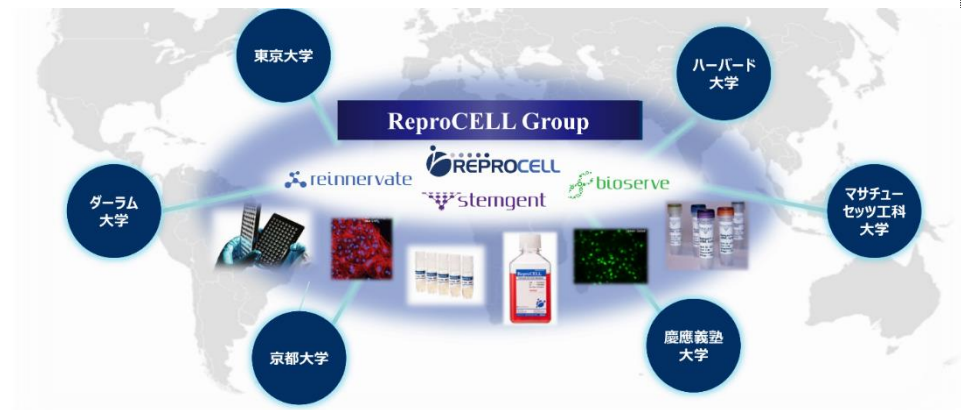 東京大学
ハーバード
大学
ReproCELL Group
REPROCELL
reinnervate
bioserve
stemgent
ダーラム
大学
マサチュー
セッツ工科
大学
ReproCELL
京都大学
慶應義塾
大学